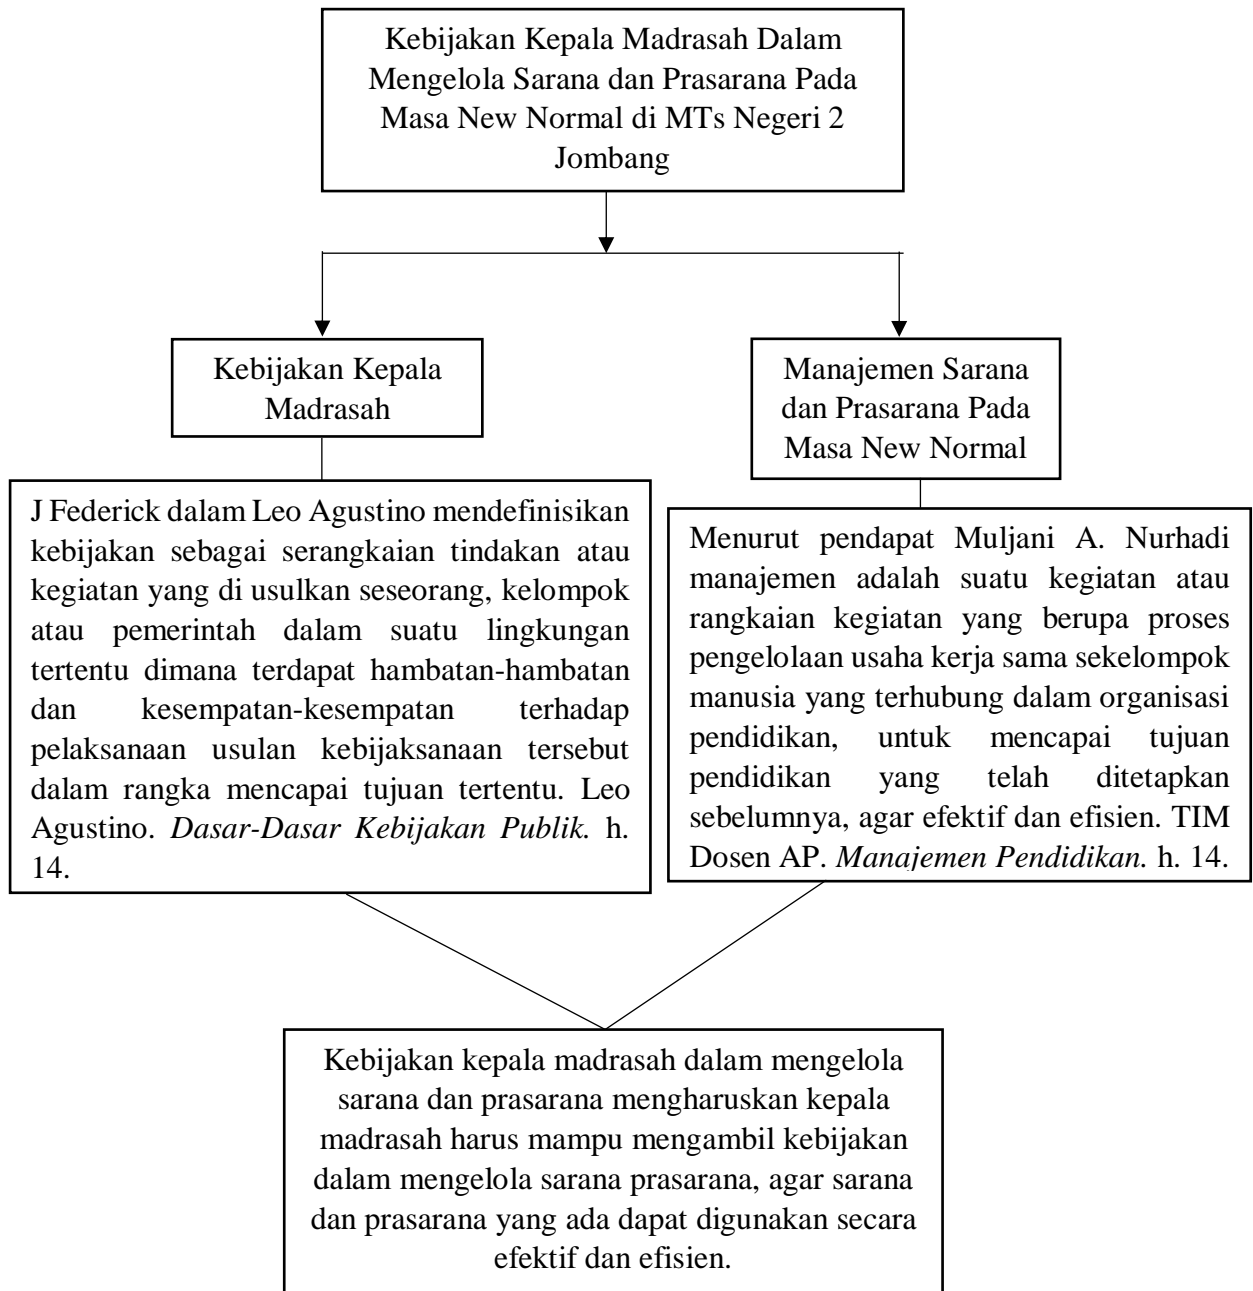 Kebijakan Kepala Madrasah Dalam
Mengelola Sarana dan Prasarana Pada
Masa New Normal di MTs Negeri 2
Jombang
Kebijakan Kepala
Madrasah
Manajemen Sarana
dan Prasarana Pada
Masa New Normal
J Federick dalam Leo Agustino mendefinisikan
kebijakan sebagai serangkaian tindakan atau
kegiatan yang di usulkan seseorang, kelompok
atau pemerintah dalam suatu lingkungan
tertentu dimana terdapat hambatan-hambatan
dan kesempatan-kesempatan terhadap
pelaksanaan usulan kebijaksanaan tersebut
dalam rangka mencapai tujuan tertentu. Leo
Agustino. Dasar-Dasar Kebijakan Publik. h.
14.
Menurut pendapat Muljani A. Nurhadi
manajemen adalah suatu kegiatan atau
rangkaian kegiatan yang berupa proses
pengelolaan usaha kerja sama sekelompok
manusia yang terhubung dalam organisasi
pendidikan, untuk mencapai tujuan
pendidikan yang telah ditetapkan
sebelumnya, agar efektif dan efisien. TIM
Dosen AP. Manajemen Pendidikan. h. 14.
Kebijakan kepala madrasah dalam mengelola
sarana dan prasarana mengharuskan kepala
madrasah harus mampu mengambil kebijakan
dalam mengelola sarana prasarana, agar sarana
dan prasarana yang ada dapat digunakan secara
efektif dan efisien.